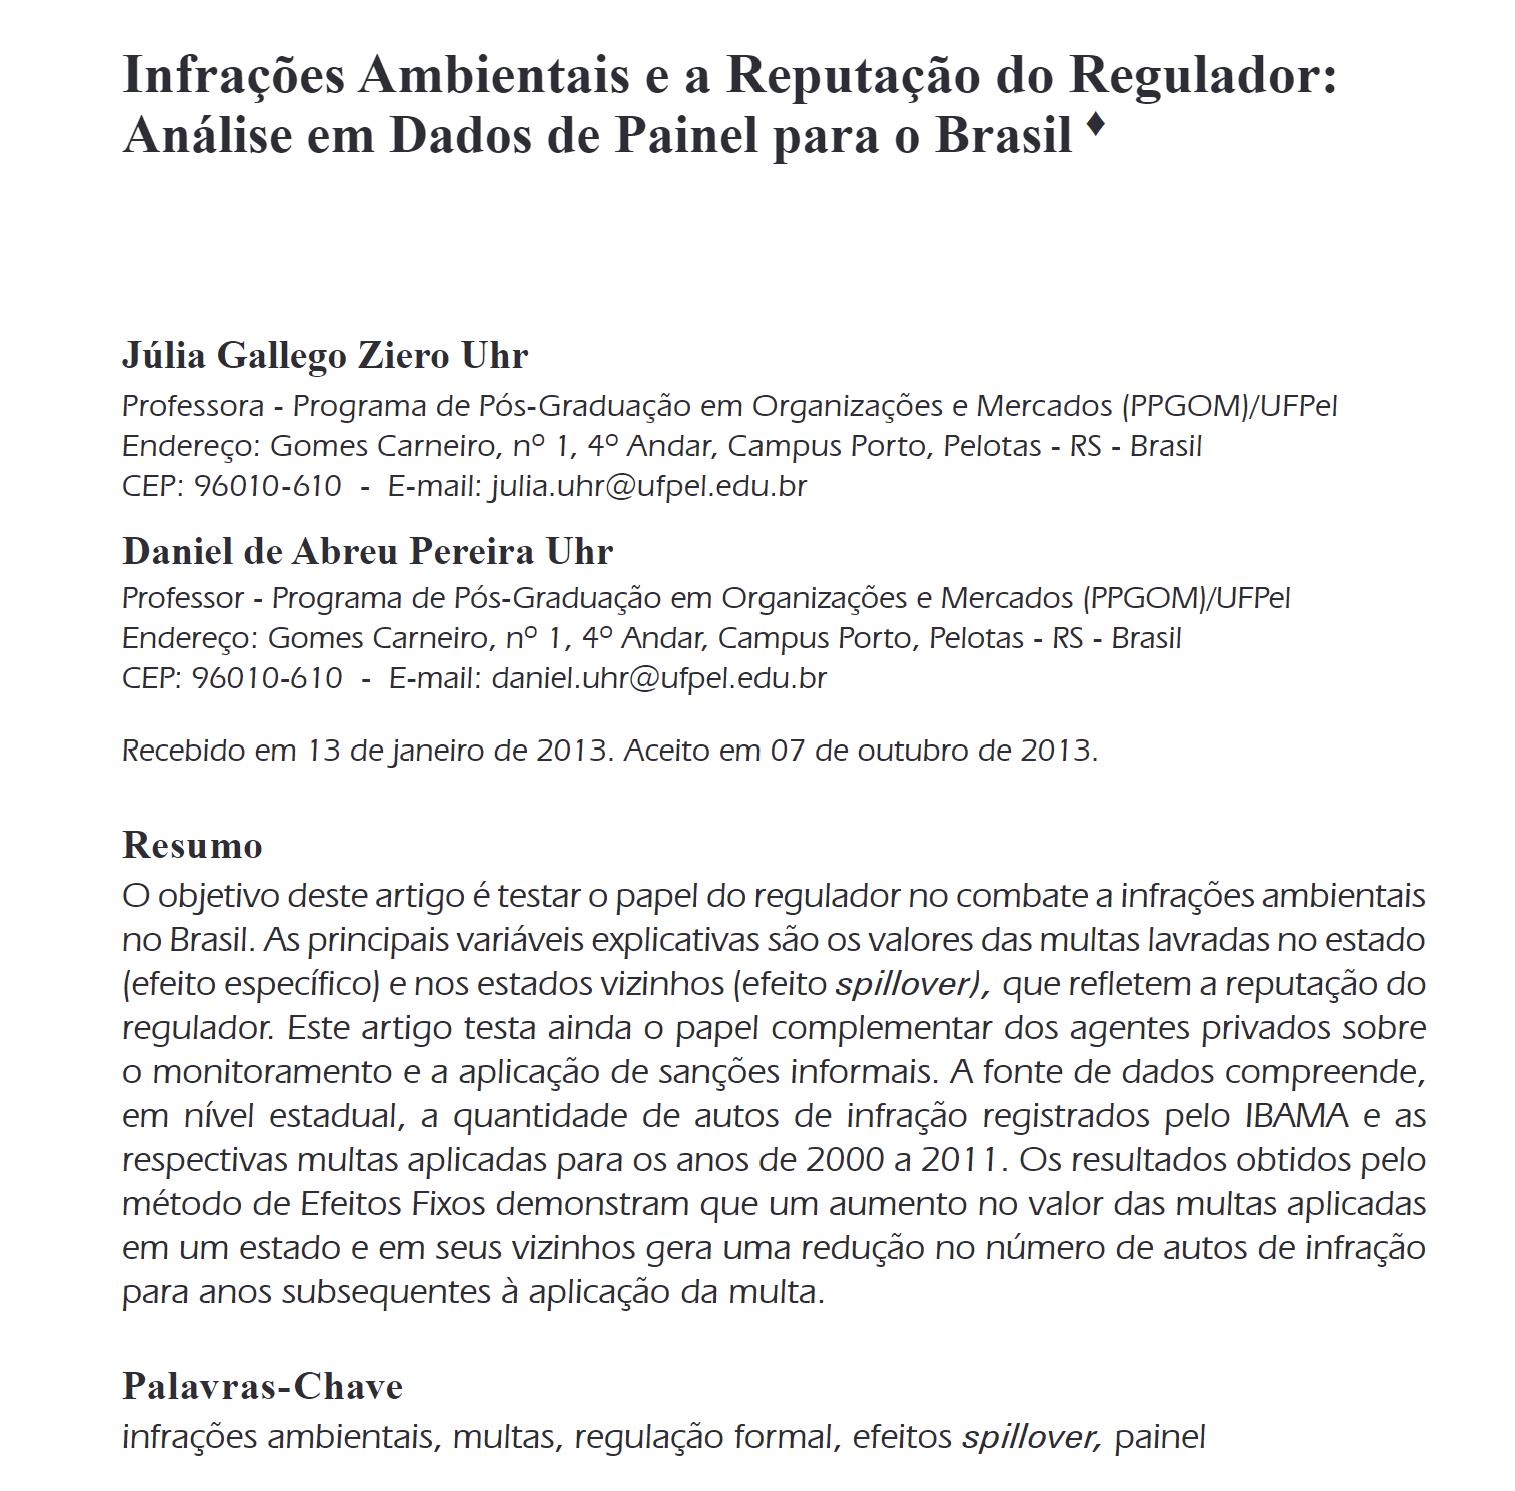 Infrações Ambientais e a Reputação do Regulador:
Análise em Dados de Painel para o Brasil ♦
Júlia Gallego Ziero Uhr
Professora - Programa de Pós-Graduação em Organizações e Mercados (PPGOM)/UFPel
Endereço: Gomes Carneiro, nº 1, 4º Andar, Campus Porto, Pelotas - RS - Brasil
CEP: 96010-610 - E-mail: julia.uhr@ufpel.edu.br
Daniel de Abreu Pereira Uhr
Professor - Programa de Pós-Graduação em Organizações e Mercados (PPGOM)/UFPel
Endereço: Gomes Carneiro, nº 1, 4º Andar, Campus Porto, Pelotas - RS - Brasil
CEP: 96010-610 - E-mail: daniel.uhr@ufpel.edu.br
Recebido em 13 de janeiro de 2013. Aceito em 07 de outubro de 2013.
Resumo
O objetivo deste artigo é testar o papel do regulador no combate a infrações ambientais
no Brasil. As principais variáveis explicativas são os valores das multas lavradas no estado
(efeito específico) e nos estados vizinhos (efeito spillover), que refletem a reputação do
regulador. Este artigo testa ainda o papel complementar dos agentes privados sobre
o monitoramento e a aplicação de sanções informais. A fonte de dados compreende,
em nível estadual, a quantidade de autos de infração registrados pelo IBAMA e as
respectivas multas aplicadas para os anos de 2000 a 2011. Os resultados obtidos pelo
método de Efeitos Fixos demonstram que um aumento no valor das multas aplicadas
em um estado e em seus vizinhos gera uma redução no número de autos de infração
para anos subsequentes à aplicação da multa.
Palavras-Chave
infrações ambientais, multas, regulação formal, efeitos spillover, painel